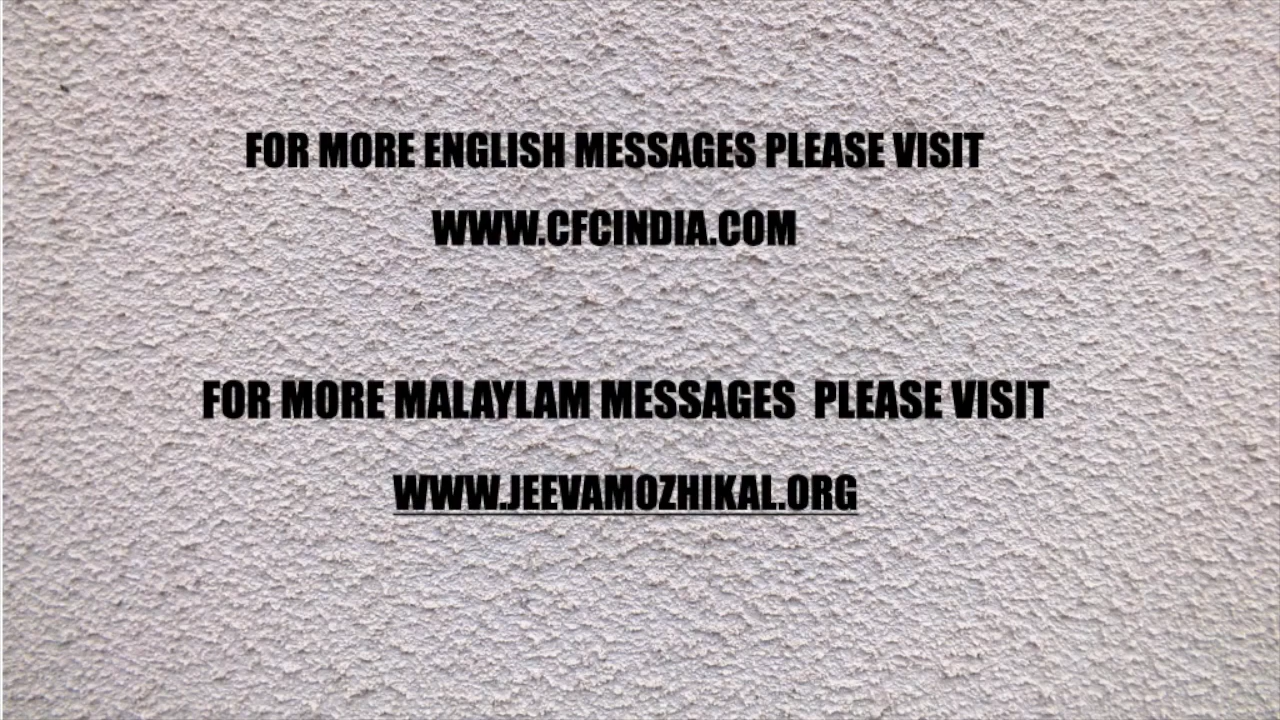 FOR MORE ENGLISH MESSAGES PLEASE VISIT
WWW.CFCINDIA.COM
FOR MORE MALAYLAM MESSAGES PLEASE VISIT
WWW.JEEVAMOZHIKAL.ORG